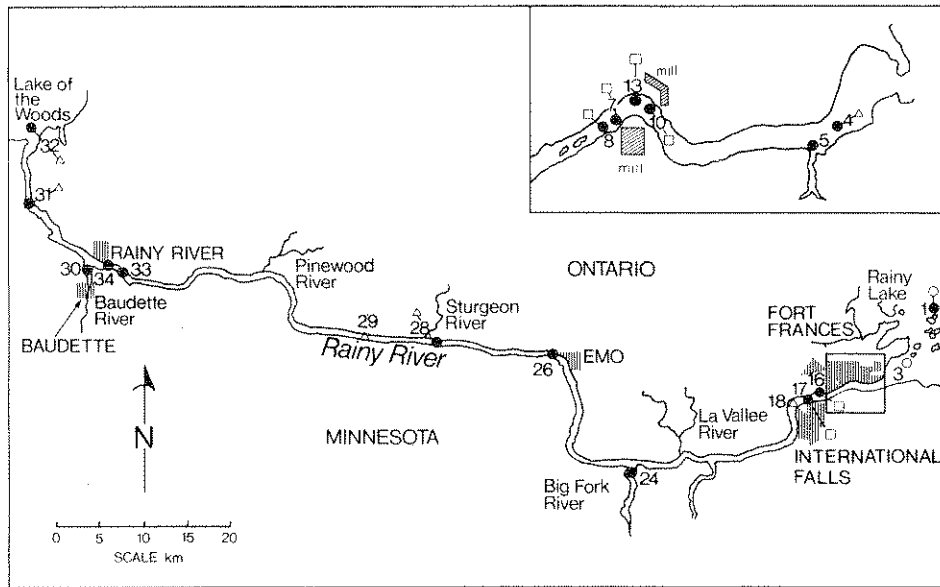 Lake of
the
Woods
32
31
RAINY RIVER
30
34
33
Baudette
River
BAUDETTE
Pinewood
River
29
28
Sturgeon
River
Rainy River
ONTARIO
26
EMO
MINNESOTA
La Vallee
River
Big Fork
River
24
FORT
FRANCES
Rainy
Lake
1
3
16
17
18
INTERNATIONAL
FALLS
N
0 5 10 15 20
SCALE km
13
mill
7
10
8
mill
4
5